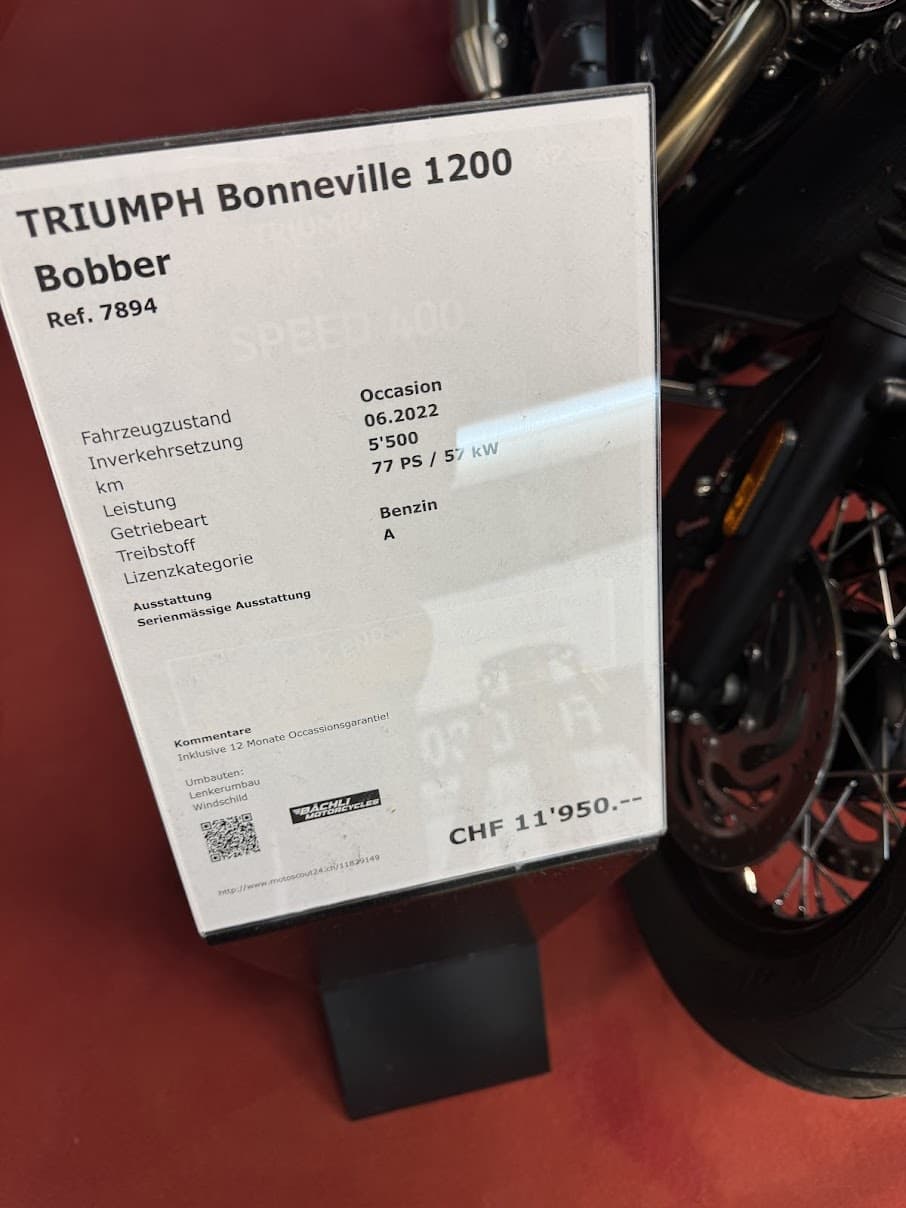 TRIUMPH Bonneville 1200
Bobber
Ref. 7894
SPEED 400
Fahrzeugzustand Occasion
Inverkehrsetzung 06.2022
km 5'500
Leistung 77 PS / 57 kW
Getriebeart
Treibstoff Benzin
Lizenzkategorie A
Ausstattung
Serienmässige Ausstattung
Kommentare
Inklusive 12 Monate Occassionsgarantie!
Umbauten:
Lenkerumbau
Windschild
BÄCHLI
MOTORCYCLES
CHF 11'950.--
http://www.motoscout24.ch/11829149